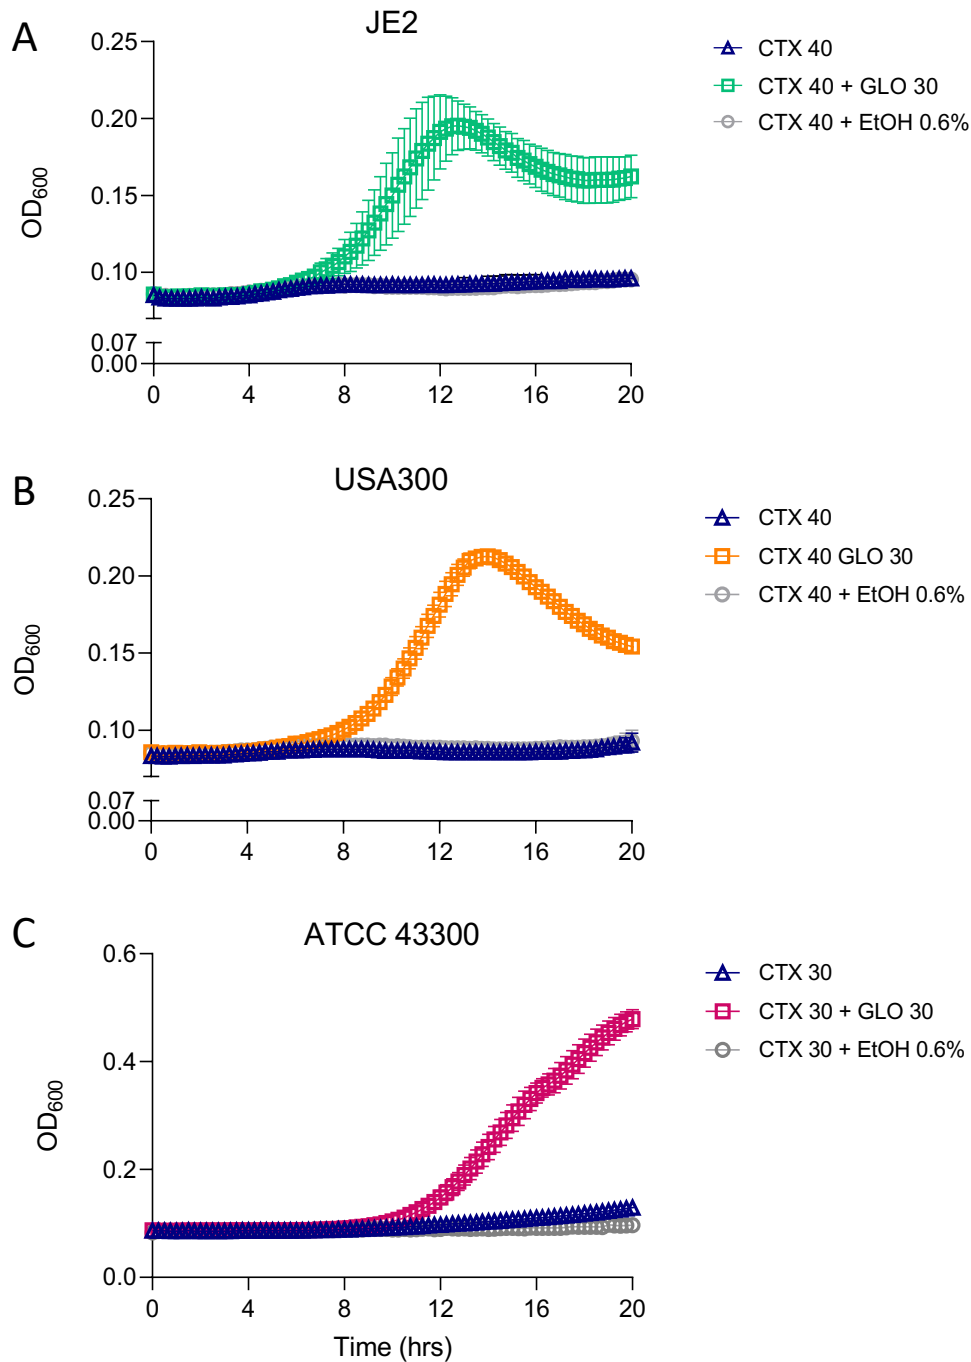 A
JE2
0.25
0.20
0.15
0.10
0.07
0.00
OD600
0 4 8 12 16 20
CTX 40
CTX 40 + GLO 30
CTX 40 + EtOH 0.6%
B
USA300
0.25
0.20
0.15
0.10
0.07
0.00
OD600
0 4 8 12 16 20
CTX 40
CTX 40 GLO 30
CTX 40 + EtOH 0.6%
C
ATCC 43300
0.6
0.4
0.2
0.0
OD600
0 4 8 12 16 20
Time (hrs)
CTX 30
CTX 30 + GLO 30
CTX 30 + EtOH 0.6%